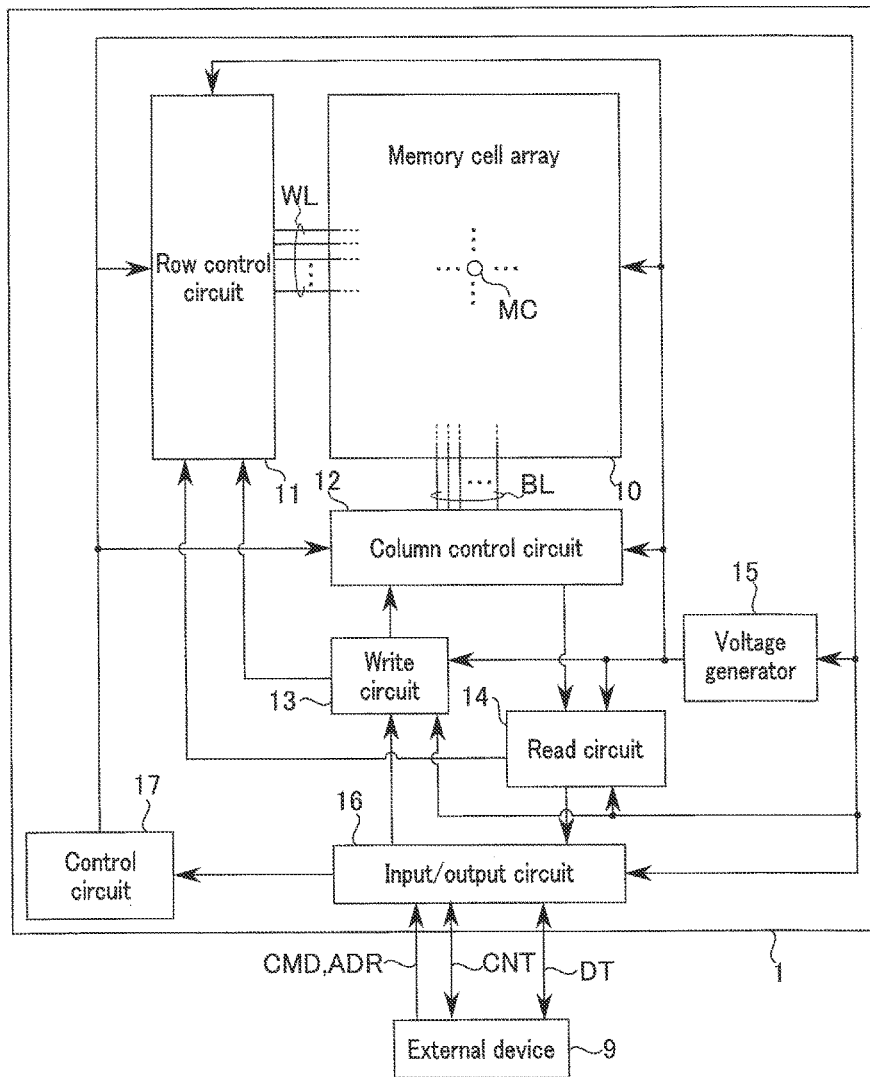 Memory cell array
WL
Row control
circuit
MC
11
12
BL
10
Column control circuit
15
Write
circuit
Voltage
generator
13
14
Read circuit
17
16
Control
circuit
Input/output circuit
CMD,ADR
CNT
DT
1
External device
9